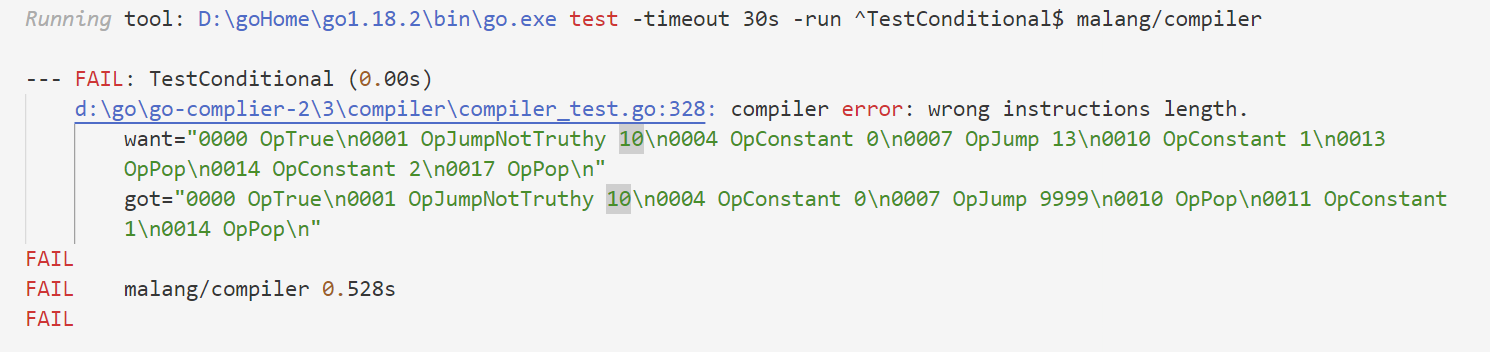 Running tool: D:\goHome\go1.18.2\bin\go.exe test -timeout 30s -run ^TestConditional$ malang/compiler
--- FAIL: TestConditional (0.00s)
d:\go\go-complier-2\3\compiler\compiler_test.go:328: compiler error: wrong instructions length.
want="0000 OpTrue\n0001 OpJumpNotTruthy 10\n0004 OpConstant 0\n0007 OpJump 13\n0010 OpConstant 1\n0013
OpPop\n0014 OpConstant 2\n0017 OpPop\n"
got="0000 OpTrue\n0001 OpJumpNotTruthy 10\n0004 OpConstant 0\n0007 OpJump 9999\n0010 OpPop\n0011 OpConstant
1\n0014 OpPop\n"
FAIL
FAIL malang/compiler 0.528s
FAIL